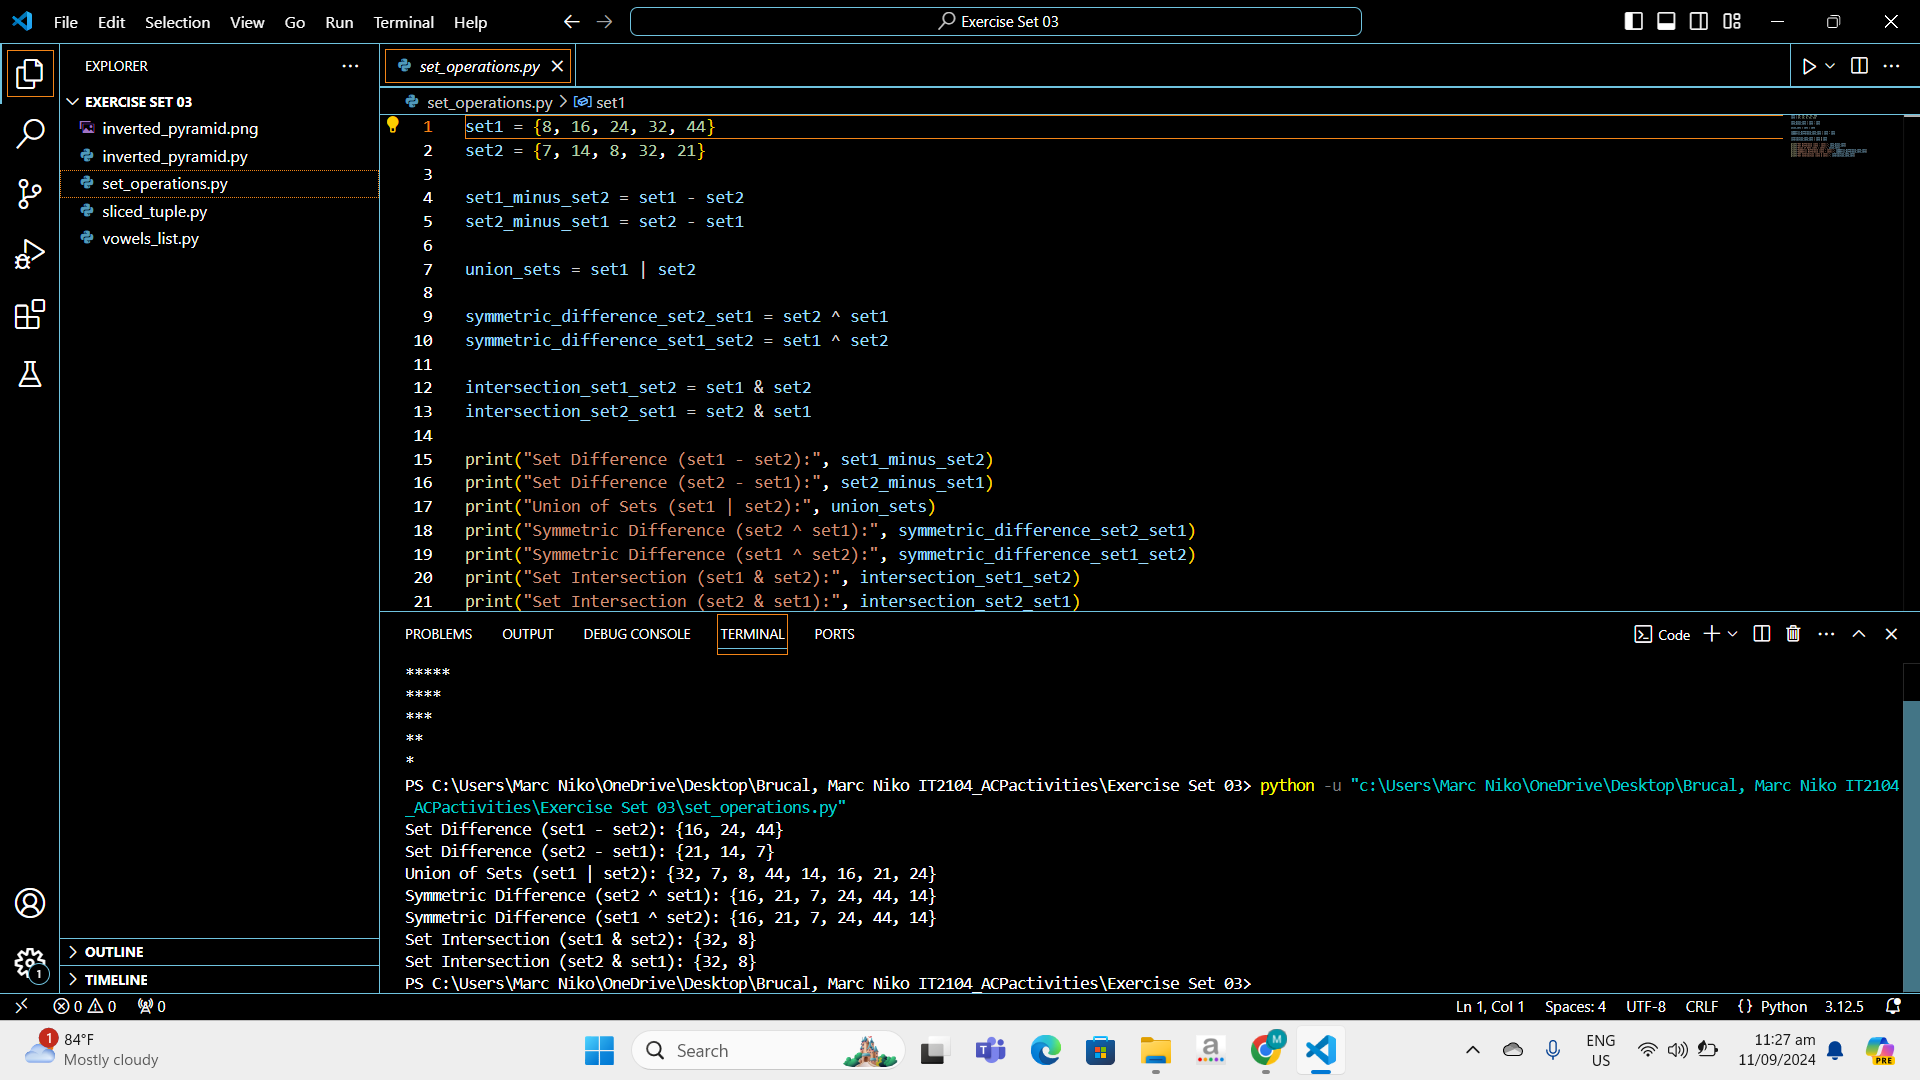 File Edit Selection View Go Run Terminal Help
Exercise Set 03
EXPLORER
EXERCISE SET 03
inverted_pyramid.png
inverted_pyramid.py
set_operations.py
sliced_tuple.py
vowels_list.py
OUTLINE
TIMELINE
set_operations.py
set_operations.py > set1
1 set1 = {8, 16, 24, 32, 44}
2 set2 = {7, 14, 8, 32, 21}
3
4 set1_minus_set2 = set1 - set2
5 set2_minus_set1 = set2 - set1
6
7 union_sets = set1 | set2
8
9 symmetric_difference_set2_set1 = set2 ^ set1
10 symmetric_difference_set1_set2 = set1 ^ set2
11
12 intersection_set1_set2 = set1 & set2
13 intersection_set2_set1 = set2 & set1
14
15 print("Set Difference (set1 - set2):", set1_minus_set2)
16 print("Set Difference (set2 - set1):", set2_minus_set1)
17 print("Union of Sets (set1 | set2):", union_sets)
18 print("Symmetric Difference (set2 ^ set1):", symmetric_difference_set2_set1)
19 print("Symmetric Difference (set1 ^ set2):", symmetric_difference_set1_set2)
20 print("Set Intersection (set1 & set2):", intersection_set1_set2)
21 print("Set Intersection (set2 & set1):", intersection_set2_set1)
PROBLEMS OUTPUT DEBUG CONSOLE TERMINAL PORTS
Code
*****
****
***
**
*
PS C:\Users\Marc Niko\OneDrive\Desktop\Brucal, Marc Niko IT2104_ACPactivities\Exercise Set 03> python -u "c:\Users\Marc Niko\OneDrive\Desktop\Brucal, Marc Niko IT2104
_ACPactivities\Exercise Set 03\set_operations.py"
Set Difference (set1 - set2): {16, 24, 44}
Set Difference (set2 - set1): {21, 14, 7}
Union of Sets (set1 | set2): {32, 7, 8, 44, 14, 16, 21, 24}
Symmetric Difference (set2 ^ set1): {16, 21, 7, 24, 44, 14}
Symmetric Difference (set1 ^ set2): {16, 21, 7, 24, 44, 14}
Set Intersection (set1 & set2): {32, 8}
Set Intersection (set2 & set1): {32, 8}
PS C:\Users\Marc Niko\OneDrive\Desktop\Brucal, Marc Niko IT2104_ACPactivities\Exercise Set 03>
1
0 0 0
Ln 1, Col 1 Spaces: 4 UTF-8 CRLF {} Python 3.12.5
1
84°F
Mostly cloudy
Search
a
M
ENG
US
11:27 am
11/09/2024
PRE